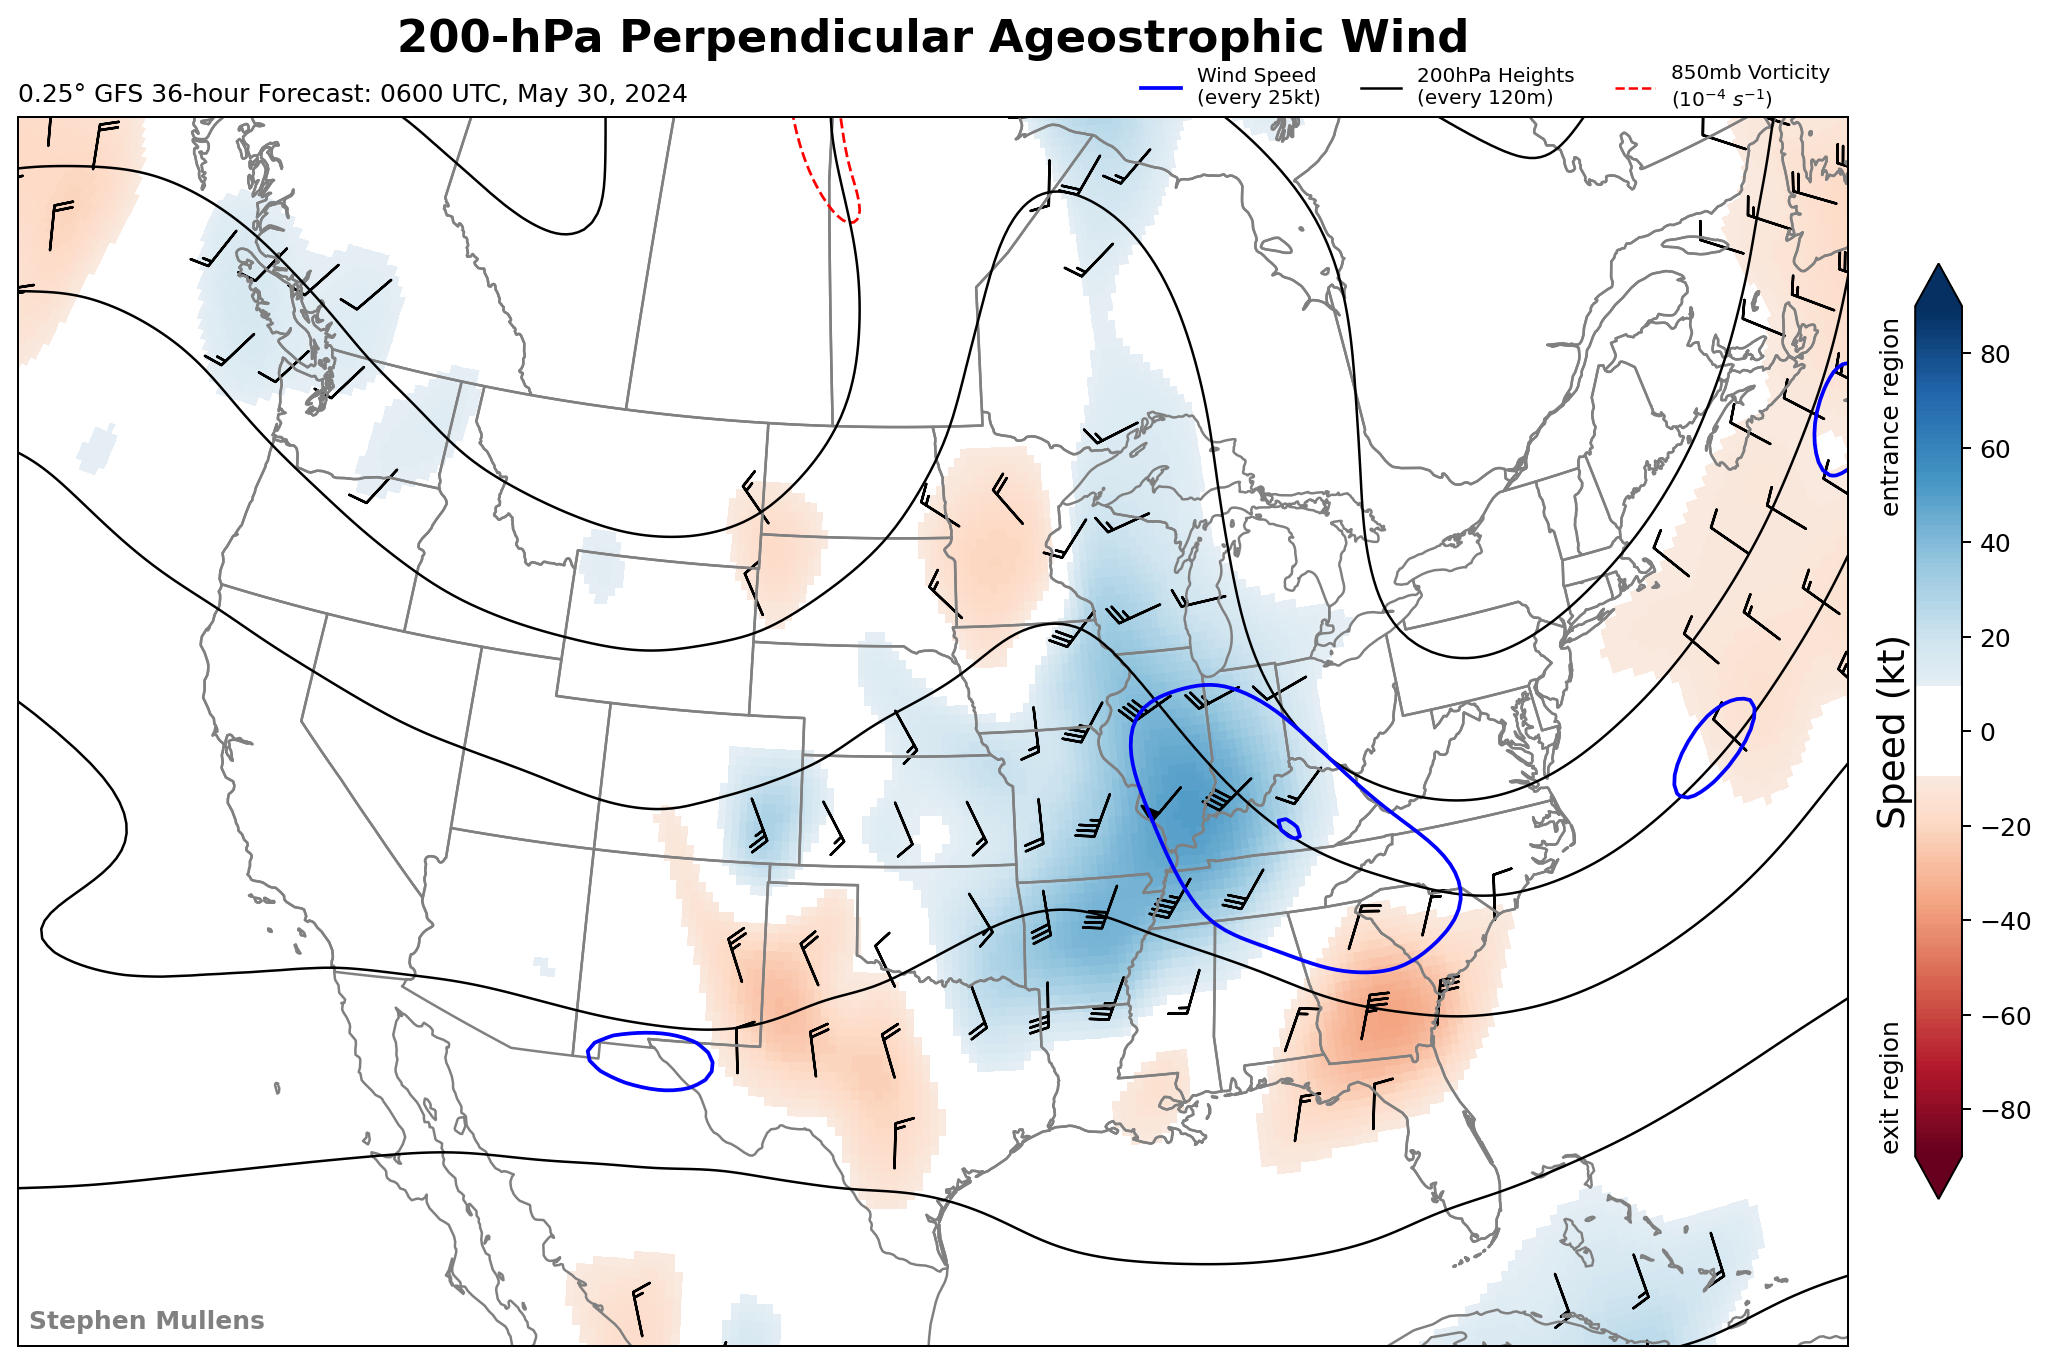 200-hPa Perpendicular Ageostrophic Wind
0.25° GFS 36-hour Forecast: 0600 UTC, May 30, 2024
Wind Speed
(every 25kt)
200hPa Heights
(every 120m)
850mb Vorticity
(10⁻⁴ s⁻¹)
entrance region
Speed (kt)
exit region
80
60
40
20
0
−20
−40
−60
−80
Stephen Mullens